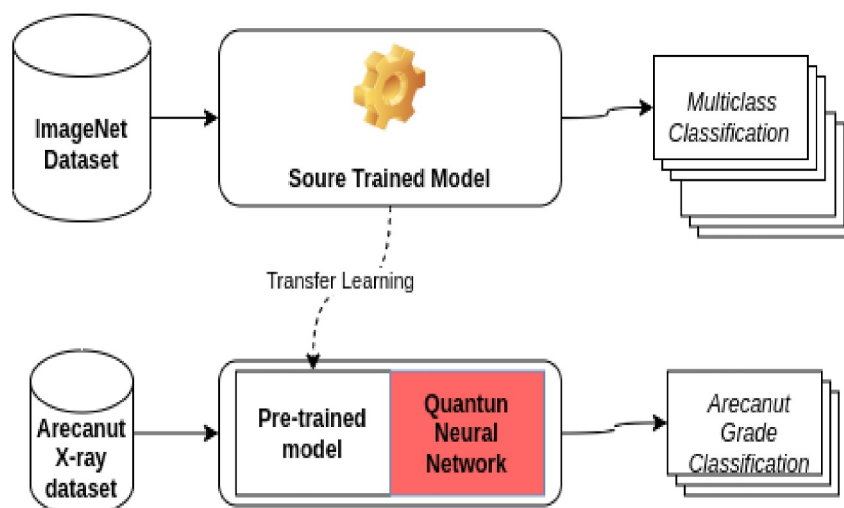 ImageNet
Dataset
Soure Trained Model
Multiclass
Classification
Transfer Learning
Arecanut
X-ray
dataset
Pre-trained
model
Quantun
Neural
Network
Arecanut
Grade
Classification